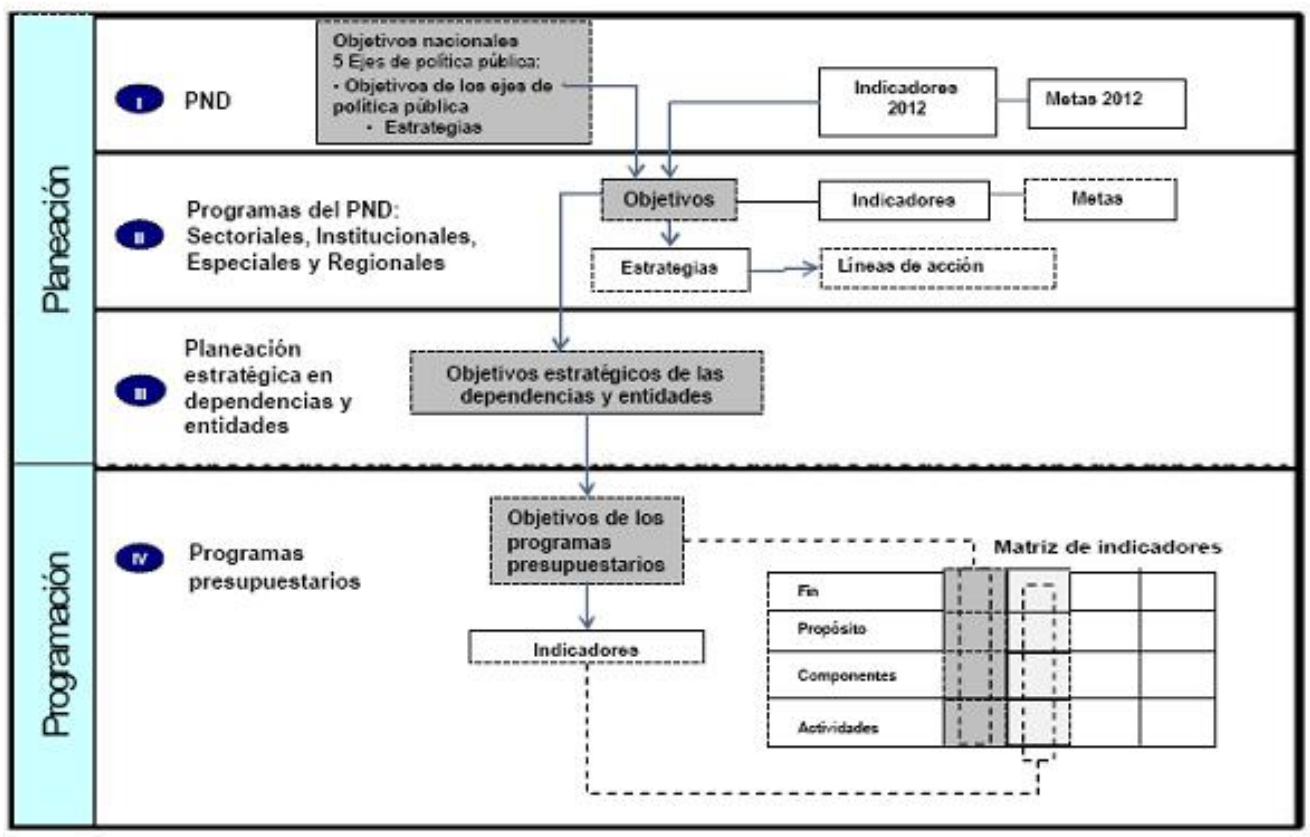 Planeación
I
PND
Objetivos nacionales
5 Ejes de política pública:
• Objetivos de los ejes de
política pública
• Estrategias
Indicadores
2012
Metas 2012
II
Programas del PND:
Sectoriales, Institucionales,
Especiales y Regionales
Objetivos
Indicadores
Metas
Estrategias
Líneas de acción
III
Planeación
estratégica en
dependencias y
entidades
Objetivos estratégicos de las
dependencias y entidades
Programación
IV
Programas
presupuestarios
Objetivos de los
programas
presupuestarios
Indicadores
Matriz de indicadores
Fin
Propósito
Componentes
Actividades